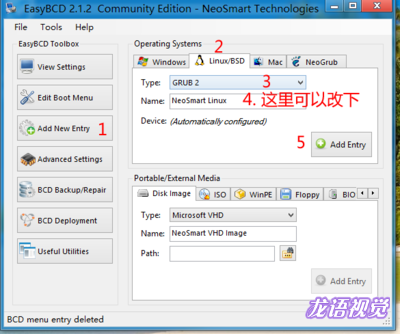 EasyBCD 2.1.2 Community Edition - NeoSmart Technologies
File Tools Help
EasyBCD Toolbox
View Settings
Edit Boot Menu
Add New Entry 1
Advanced Settings
BCD Backup/Repair
BCD Deployment
Useful Utilities
Operating Systems 2
Windows Linux/BSD Mac NeoGrub
Type: GRUB 2 3
Name: NeoSmart Linux 4. 这里可以改下
Device: (Automatically configured)
5 Add Entry
Portable/External Media
Disk Image ISO WinPE Floppy BIO
Type: Microsoft VHD
Name: NeoSmart VHD Image
Path:
Add Entry
BCD menu entry deleted
龙语视觉